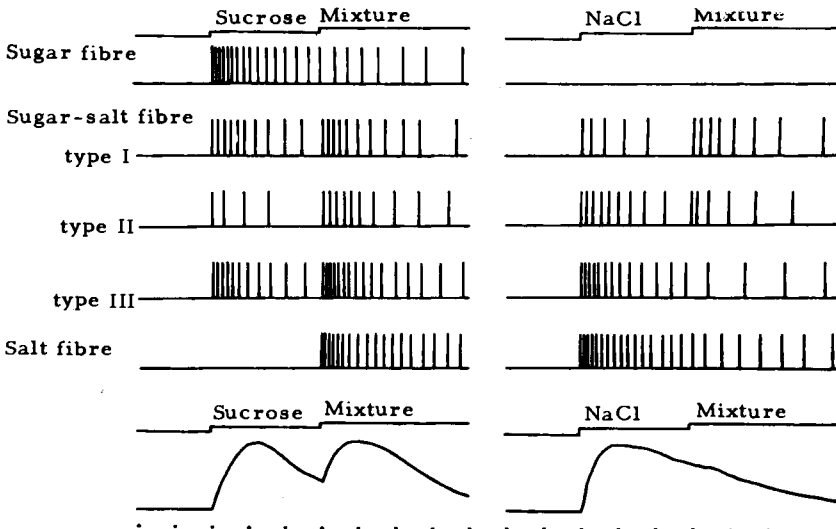 Sucrose Mixture NaCl Mixture
Sugar fibre
Sugar-salt fibre
type I
type II
type III
Salt fibre
Sucrose Mixture NaCl Mixture